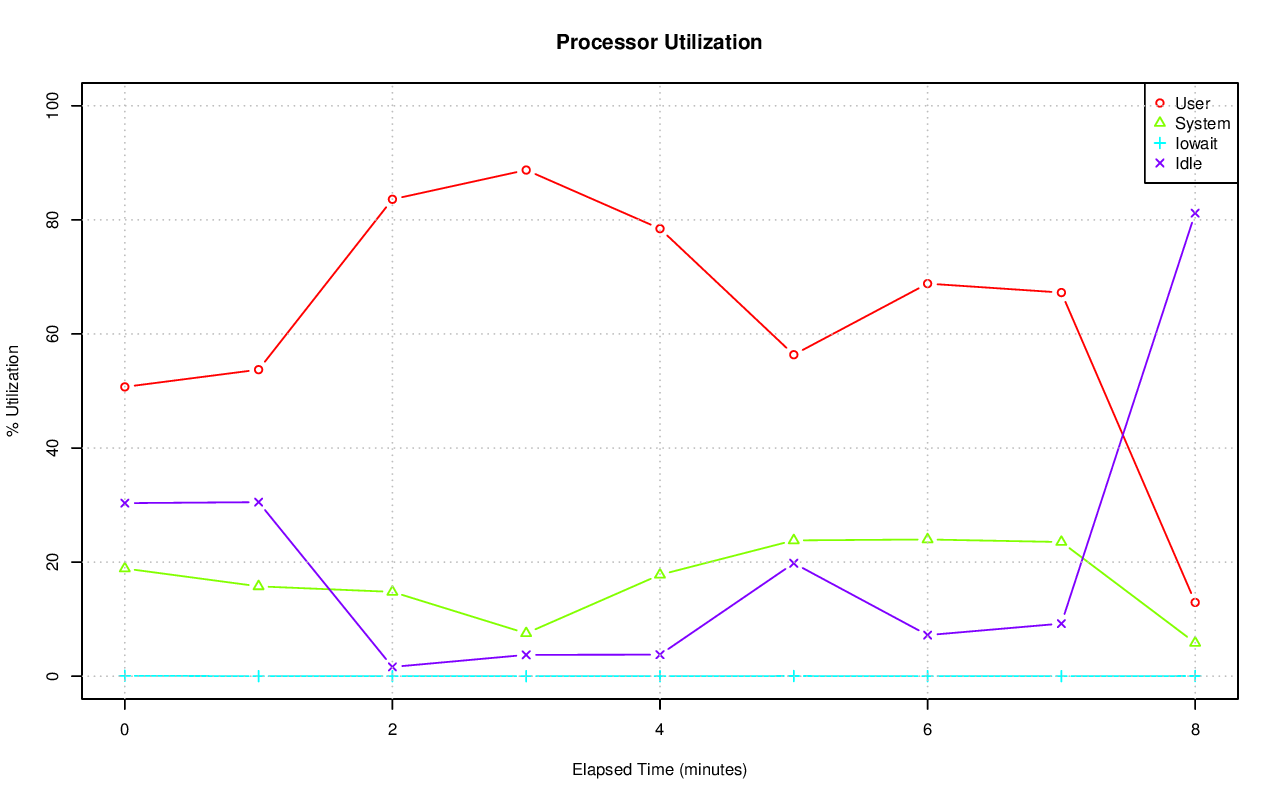 Processor Utilization
User
System
Iowait
Idle
% Utilization
100
80
60
40
20
0
0 2 4 6 8
Elapsed Time (minutes)